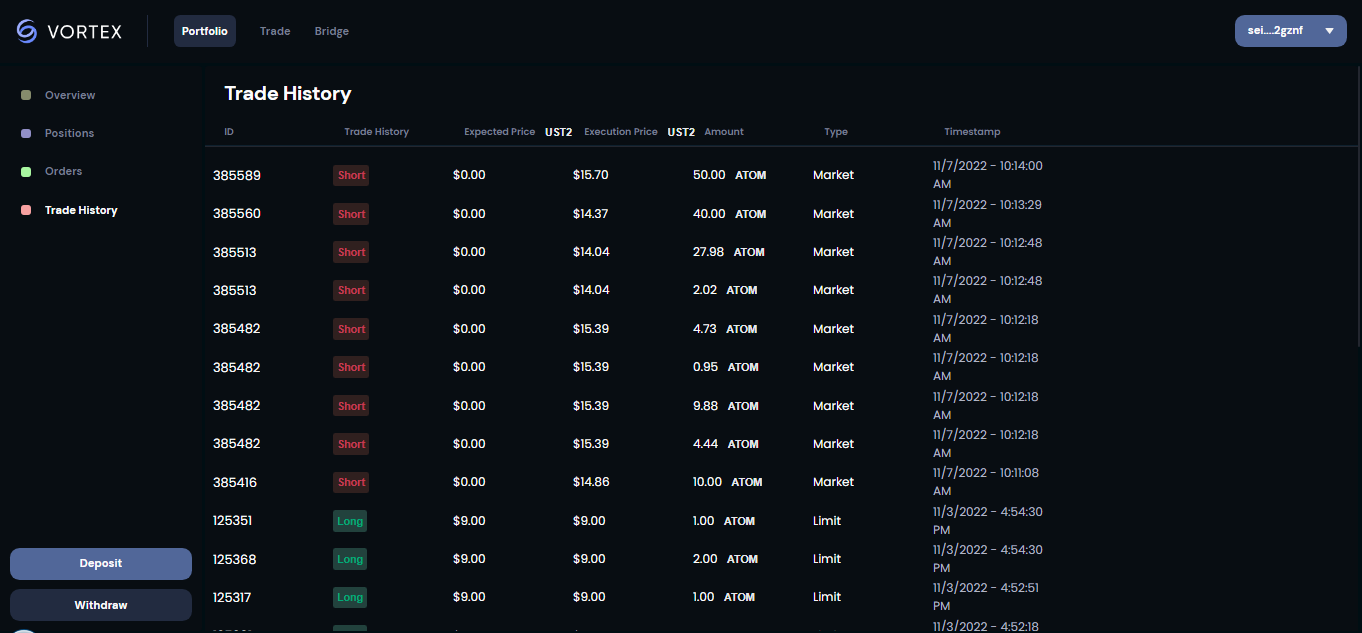 VORTEX
Portfolio Trade Bridge
sei....2gznf
Overview
Positions
Orders
Trade History
Deposit
Withdraw
Trade History
ID Trade History Expected Price UST2 Execution Price UST2 Amount Type Timestamp
385589 Short $0.00 $15.70 50.00 ATOM Market 11/7/2022 - 10:14:00
AM
385560 Short $0.00 $14.37 40.00 ATOM Market 11/7/2022 - 10:13:29
AM
385513 Short $0.00 $14.04 27.98 ATOM Market 11/7/2022 - 10:12:48
AM
385513 Short $0.00 $14.04 2.02 ATOM Market 11/7/2022 - 10:12:48
AM
385482 Short $0.00 $15.39 4.73 ATOM Market 11/7/2022 - 10:12:18
AM
385482 Short $0.00 $15.39 0.95 ATOM Market 11/7/2022 - 10:12:18
AM
385482 Short $0.00 $15.39 9.88 ATOM Market 11/7/2022 - 10:12:18
AM
385482 Short $0.00 $15.39 4.44 ATOM Market 11/7/2022 - 10:12:18
AM
385416 Short $0.00 $14.86 10.00 ATOM Market 11/7/2022 - 10:11:08
AM
125351 Long $9.00 $9.00 1.00 ATOM Limit 11/3/2022 - 4:54:30
PM
125368 Long $9.00 $9.00 2.00 ATOM Limit 11/3/2022 - 4:54:30
PM
125317 Long $9.00 $9.00 1.00 ATOM Limit 11/3/2022 - 4:52:51
PM
11/3/2022 - 4:52:18